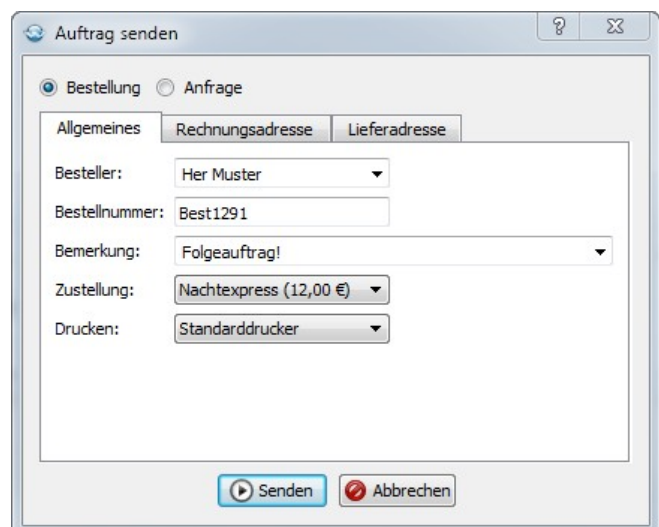 Auftrag senden
Bestellung Anfrage
Allgemeines Rechnungsadresse Lieferadresse
Besteller: Her Muster
Bestellnummer: Best1291
Bemerkung: Folgeauftrag!
Zustellung: Nachtexpress (12,00 €)
Drucken: Standarddrucker
Senden Abbrechen